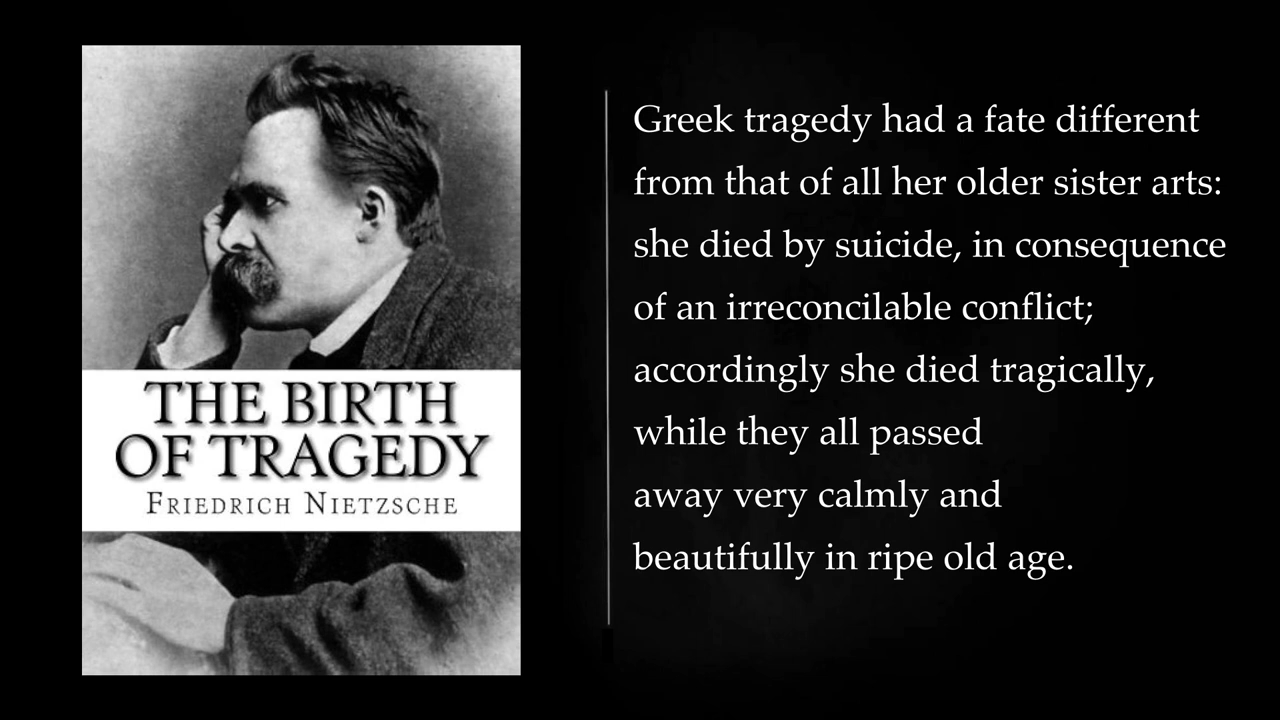 THE BIRTH
OF TRAGEDY
FRIEDRICH NIETZSCHE
Greek tragedy had a fate different
from that of all her older sister arts:
she died by suicide, in consequence
of an irreconcilable conflict;
accordingly she died tragically,
while they all passed
away very calmly and
beautifully in ripe old age.